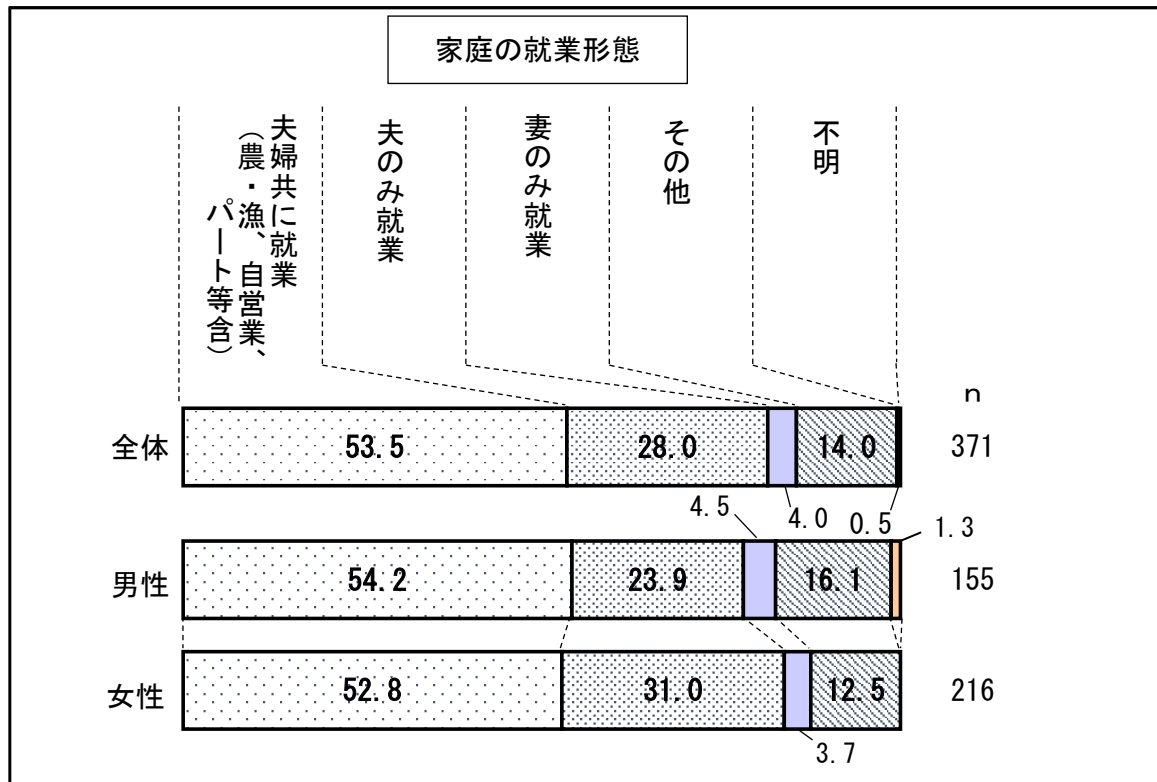 家庭の就業形態
夫婦共に就業
（農・漁、自営業、
パート等含）
夫のみ就業
妻のみ就業
その他
不明
ｎ
全体
53.5
28.0
14.0
371
4.5
4.0
0.5
1.3
男性
54.2
23.9
16.1
155
女性
52.8
31.0
12.5
216
3.7